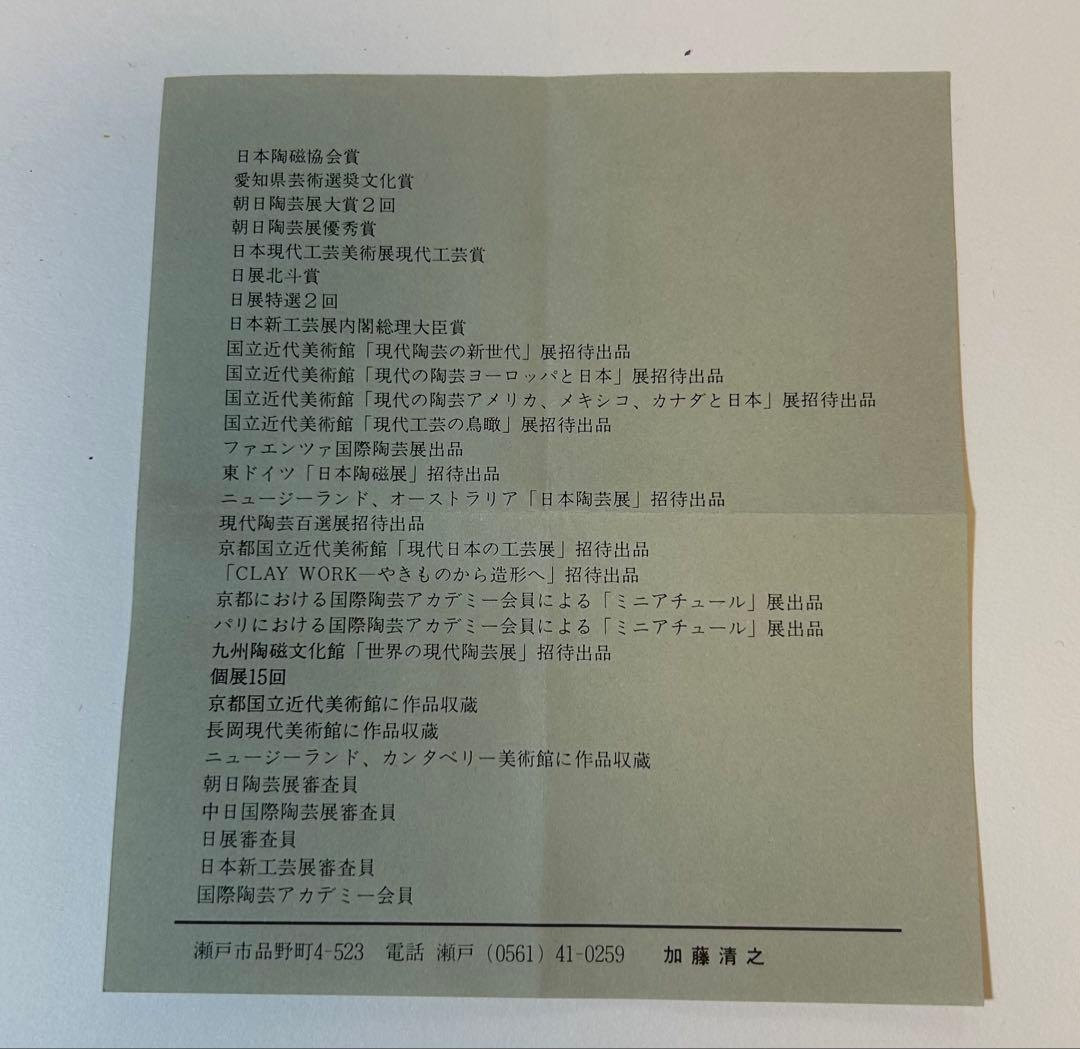 日本陶磁協会賞
愛知県芸術選奨文化賞
朝日陶芸展大賞2回
朝日陶芸展優秀賞
日本現代工芸美術展現代工芸賞
日展北斗賞
日展特選2回
日本新工芸展内閣総理大臣賞
国立近代美術館「現代陶芸の新世代」展招待出品
国立近代美術館「現代の陶芸ヨーロッパと日本」展招待出品
国立近代美術館「現代の陶芸アメリカ、メキシコ、カナダと日本」展招待出品
国立近代美術館「現代工芸の鳥瞰」展招待出品
ファエンツァ国際陶芸展出品
東ドイツ「日本陶磁展」招待出品
ニュージーランド、オーストラリア「日本陶芸展」招待出品
現代陶芸百選展招待出品
京都国立近代美術館「現代日本の工芸展」招待出品
「CLAY WORK—やきものから造形へ」招待出品
京都における国際陶芸アカデミー会員による「ミニアチュール」展出品
パリにおける国際陶芸アカデミー会員による「ミニアチュール」展出品
九州陶磁文化館「世界の現代陶芸展」招待出品
個展15回
京都国立近代美術館に作品収蔵
長岡現代美術館に作品収蔵
ニュージーランド、カンタベリー美術館に作品収蔵
朝日陶芸展審査員
中日国際陶芸展審査員
日展審査員
日本新工芸展審査員
国際陶芸アカデミー会員
瀬戸市品野町4-523 電話 瀬戸 (0561) 41-0259 加藤清之